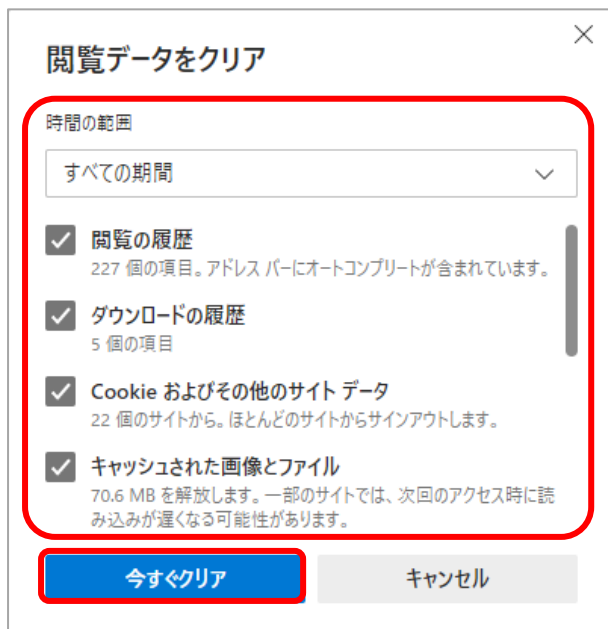 閲覧データをクリア
時間の範囲
すべての期間
閲覧の履歴
227 個の項目。アドレス バーにオートコンプリートが含まれています。
ダウンロードの履歴
5 個の項目
Cookie およびその他のサイト データ
22 個のサイトから。ほとんどのサイトからサインアウトします。
キャッシュされた画像とファイル
70.6 MB を解放します。一部のサイトでは、次回のアクセス時に読
み込みが遅くなる可能性があります。
今すぐクリア
キャンセル